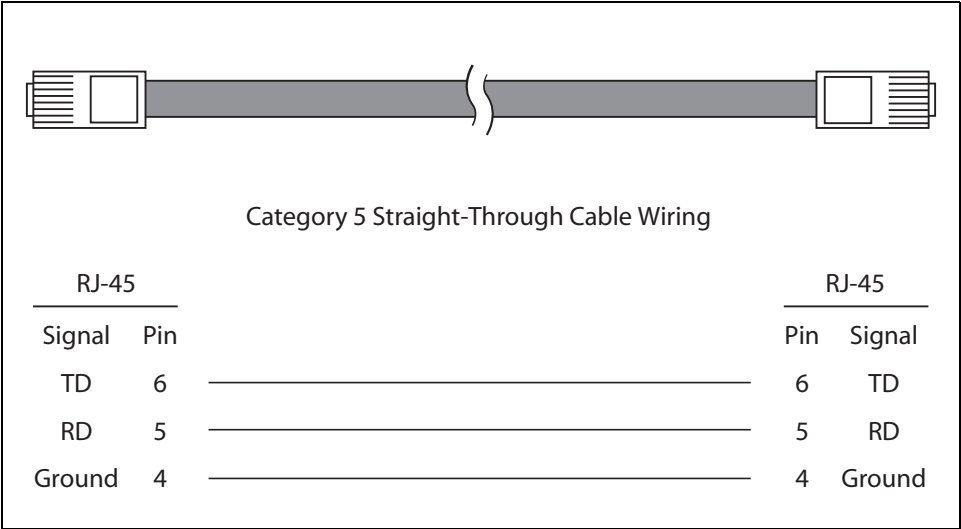 Category 5 Straight-Through Cable Wiring
RJ-45 RJ-45
Signal Pin Pin Signal
TD 6 6 TD
RD 5 5 RD
Ground 4 4 Ground